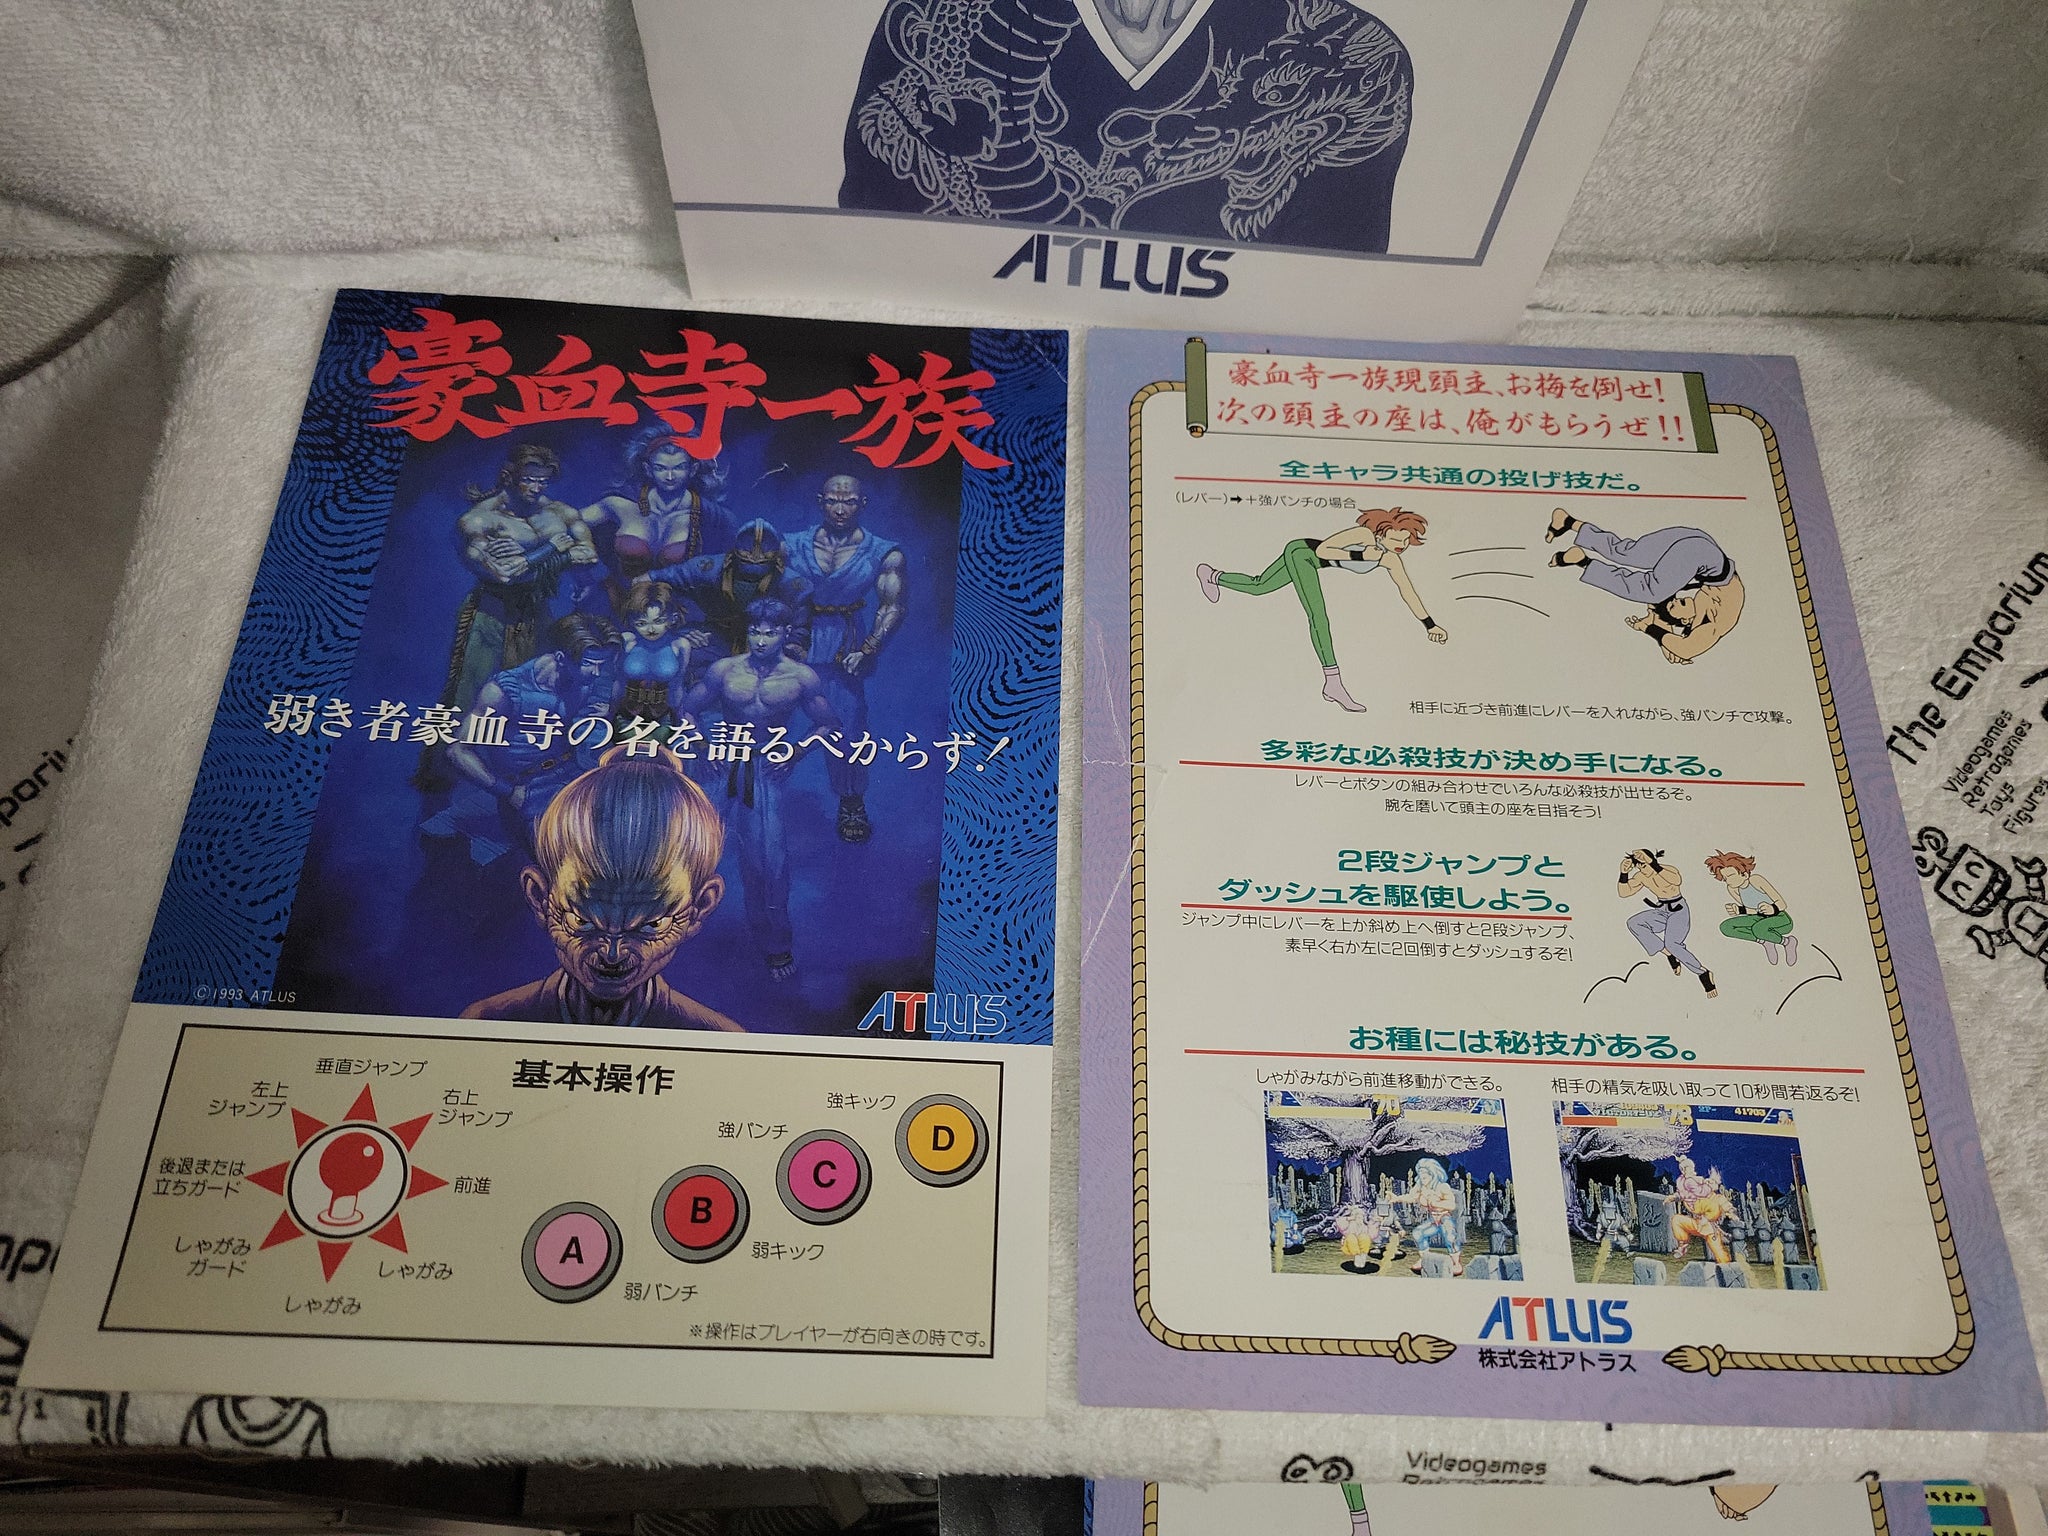 ATLUS
豪血寺一族
弱き者豪血寺の名を語るべからず!
©1993 ATLUS
ATLUS
基本操作
垂直ジャンプ
左上
ジャンプ
右上
ジャンプ
後退または
立ちガード
前進
しゃがみ
ガード
しゃがみ
しゃがみ
A
弱パンチ
B
弱キック
C
強パンチ
D
強キック
※操作はプレイヤーが右向きの時です。
豪血寺一族現頭主、お梅を倒せ!
次の頭主の座は、俺がもらうぜ!!
全キャラ共通の投げ技だ。
(レバー)➡+強パンチの場合
相手に近づき前進にレバーを入れながら、強パンチで攻撃。
多彩な必殺技が決め手になる。
レバーとボタンの組み合わせでいろんな必殺技が出せるぞ。
腕を磨いて頭主の座を目指そう!
2段ジャンプと
ダッシュを駆使しよう。
ジャンプ中にレバーを上か斜め上へ倒すと2段ジャンプ、
素早く右か左に2回倒すとダッシュするぞ!
お種には秘技がある。
しゃがみながら前進移動ができる。
相手の精気を吸い取って10秒間若返るぞ!
70
73
41703
ATLUS
株式会社アトラス
The Emporium
Videogames
Retrogames
Toys
Figures
Videogames
Retrogames